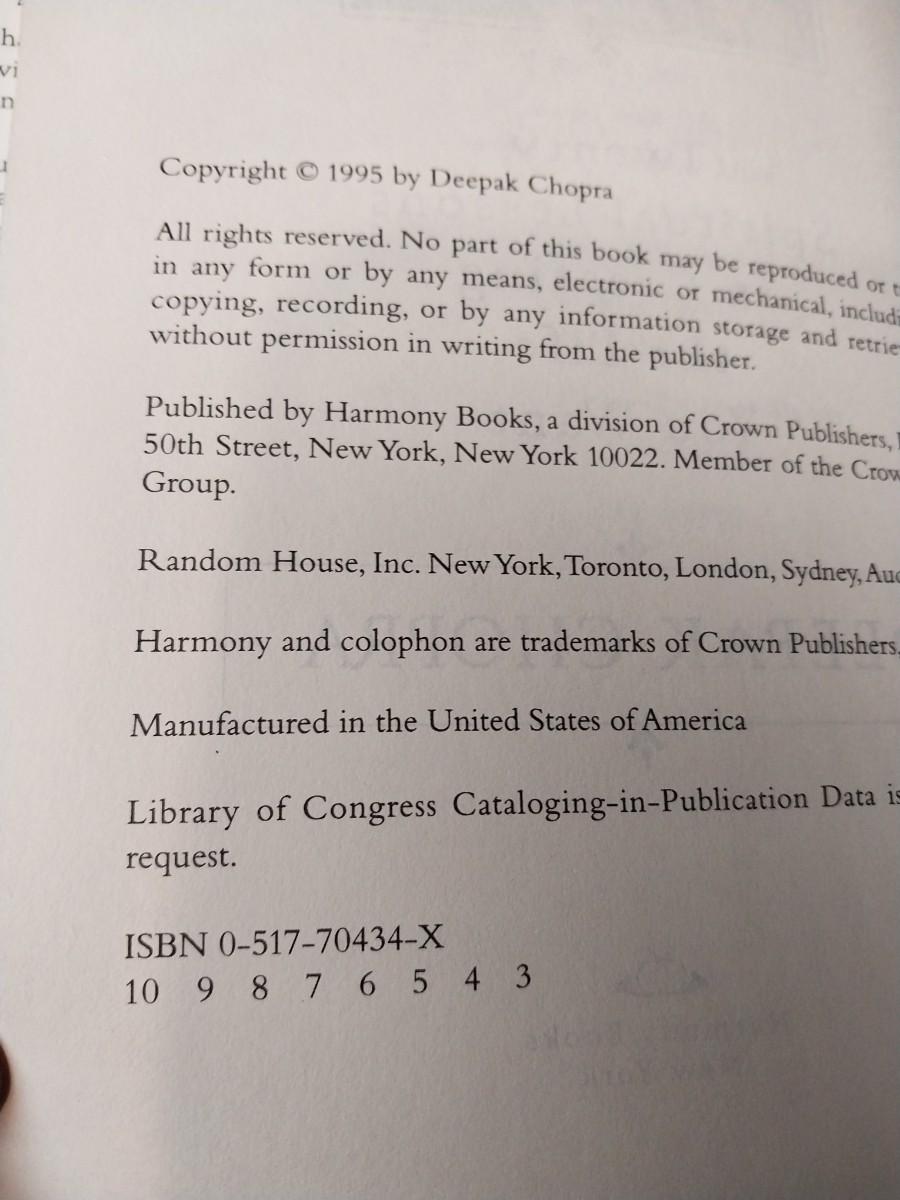 h.
vi
n
Copyright © 1995 by Deepak Chopra
All rights reserved. No part of this book may be reproduced or t
in any form or by any means, electronic or mechanical, includi
copying, recording, or by any information storage and retrie
without permission in writing from the publisher.
Published by Harmony Books, a division of Crown Publishers,
50th Street, New York, New York 10022. Member of the Crow
Group.
Random House, Inc. New York, Toronto, London, Sydney, Auc
Harmony and colophon are trademarks of Crown Publishers,
Manufactured in the United States of America
Library of Congress Cataloging-in-Publication Data is
request.
ISBN 0-517-70434-X
10 9 8 7 6 5 4 3